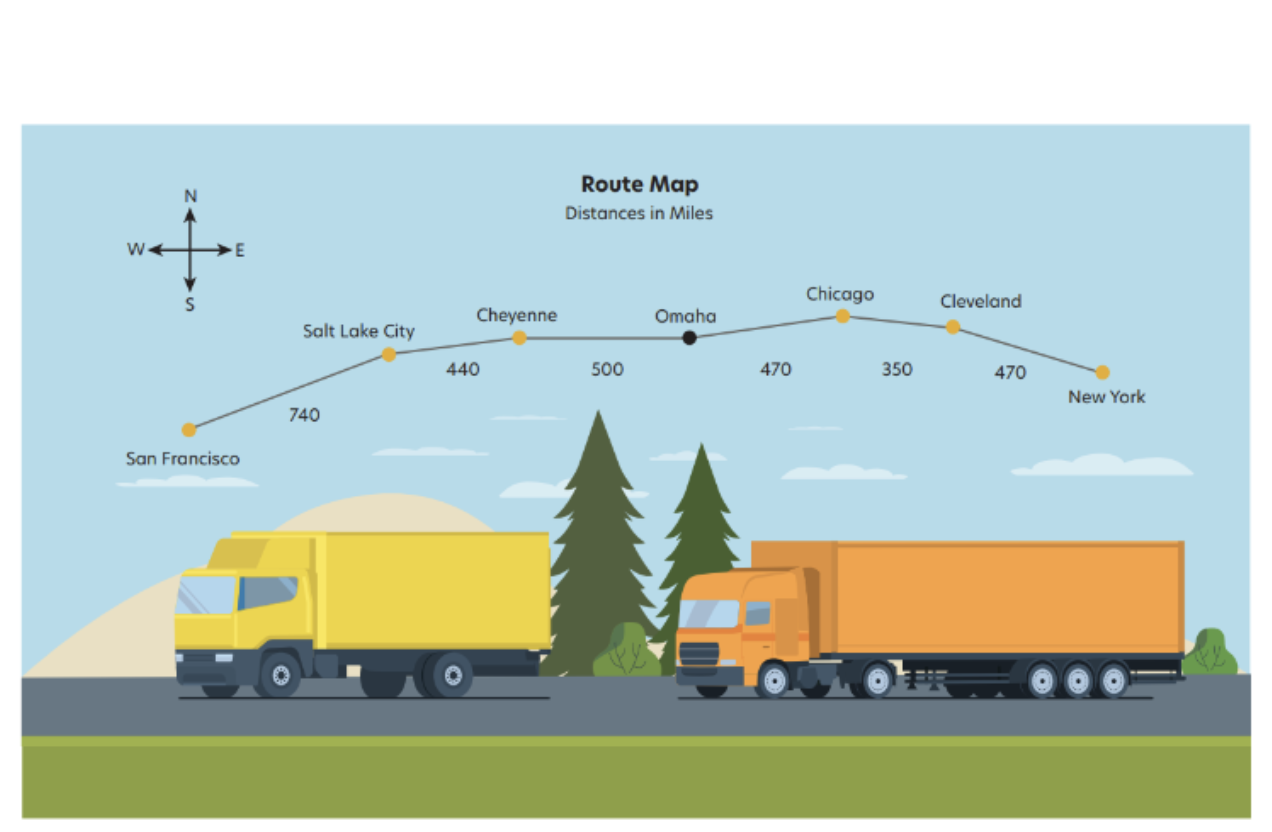 Route Map
Distances in Miles
N
W E
S
Chicago
Cleveland
Cheyenne
Omaha
Salt Lake City
440
500
470
350
470
New York
740
San Francisco